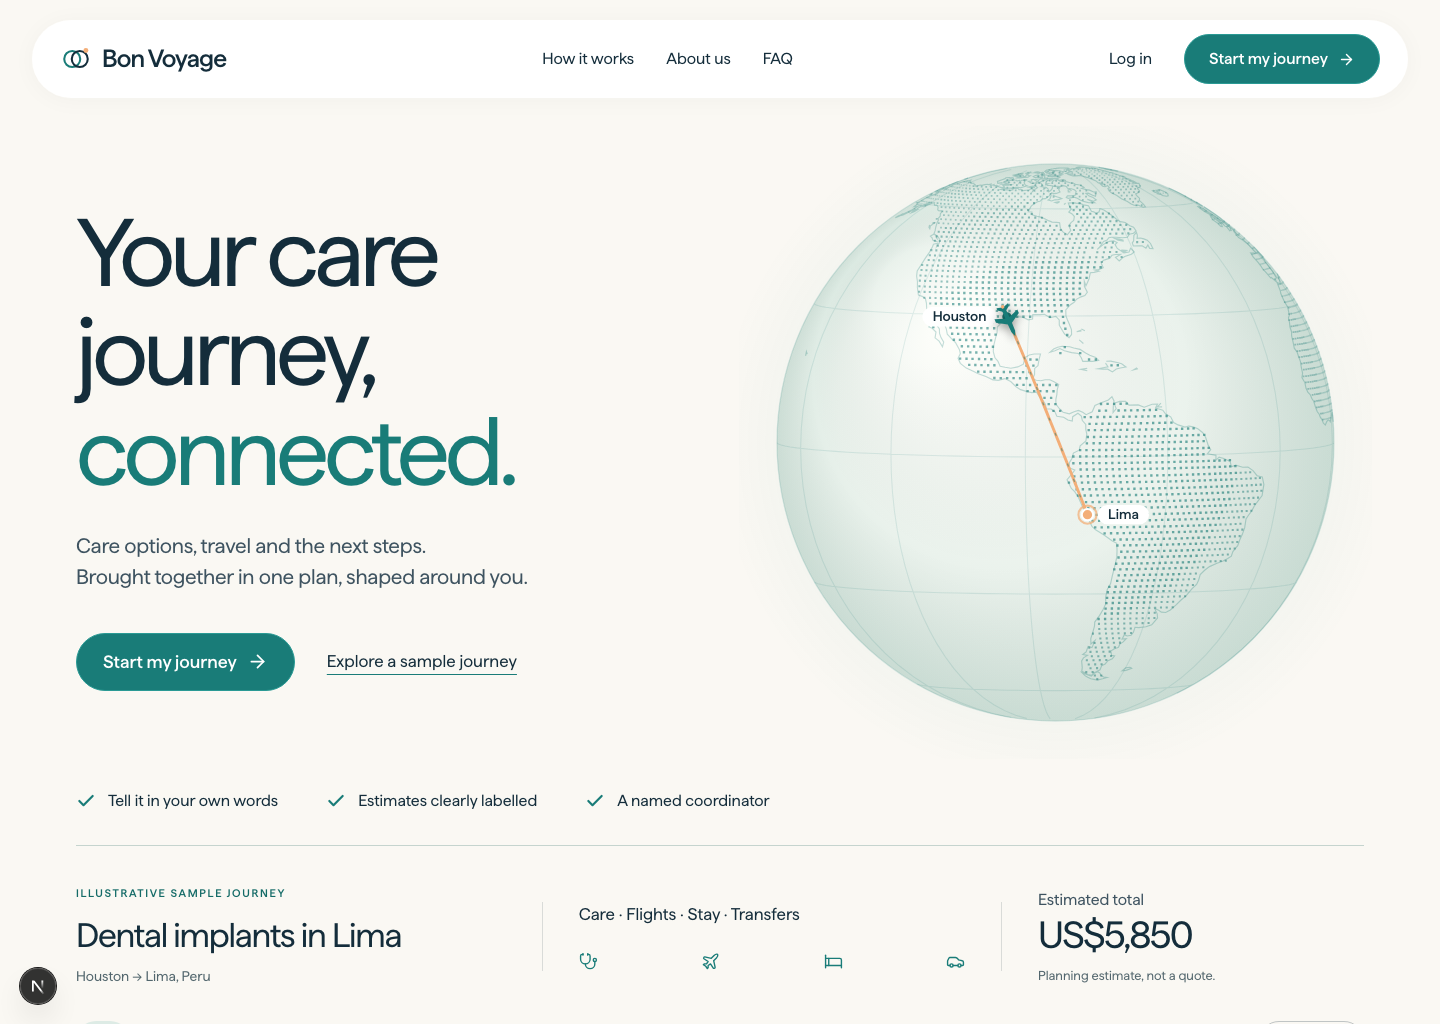 Bon Voyage
How it works
About us
FAQ
Log in
Start my journey
Your care
journey,
connected.
Care options, travel and the next steps.
Brought together in one plan, shaped around you.
Start my journey
Explore a sample journey
Houston
Lima
Tell it in your own words
Estimates clearly labelled
A named coordinator
ILLUSTRATIVE SAMPLE JOURNEY
Dental implants in Lima
Houston → Lima, Peru
Care · Flights · Stay · Transfers
Estimated total
US$5,850
Planning estimate, not a quote.
N